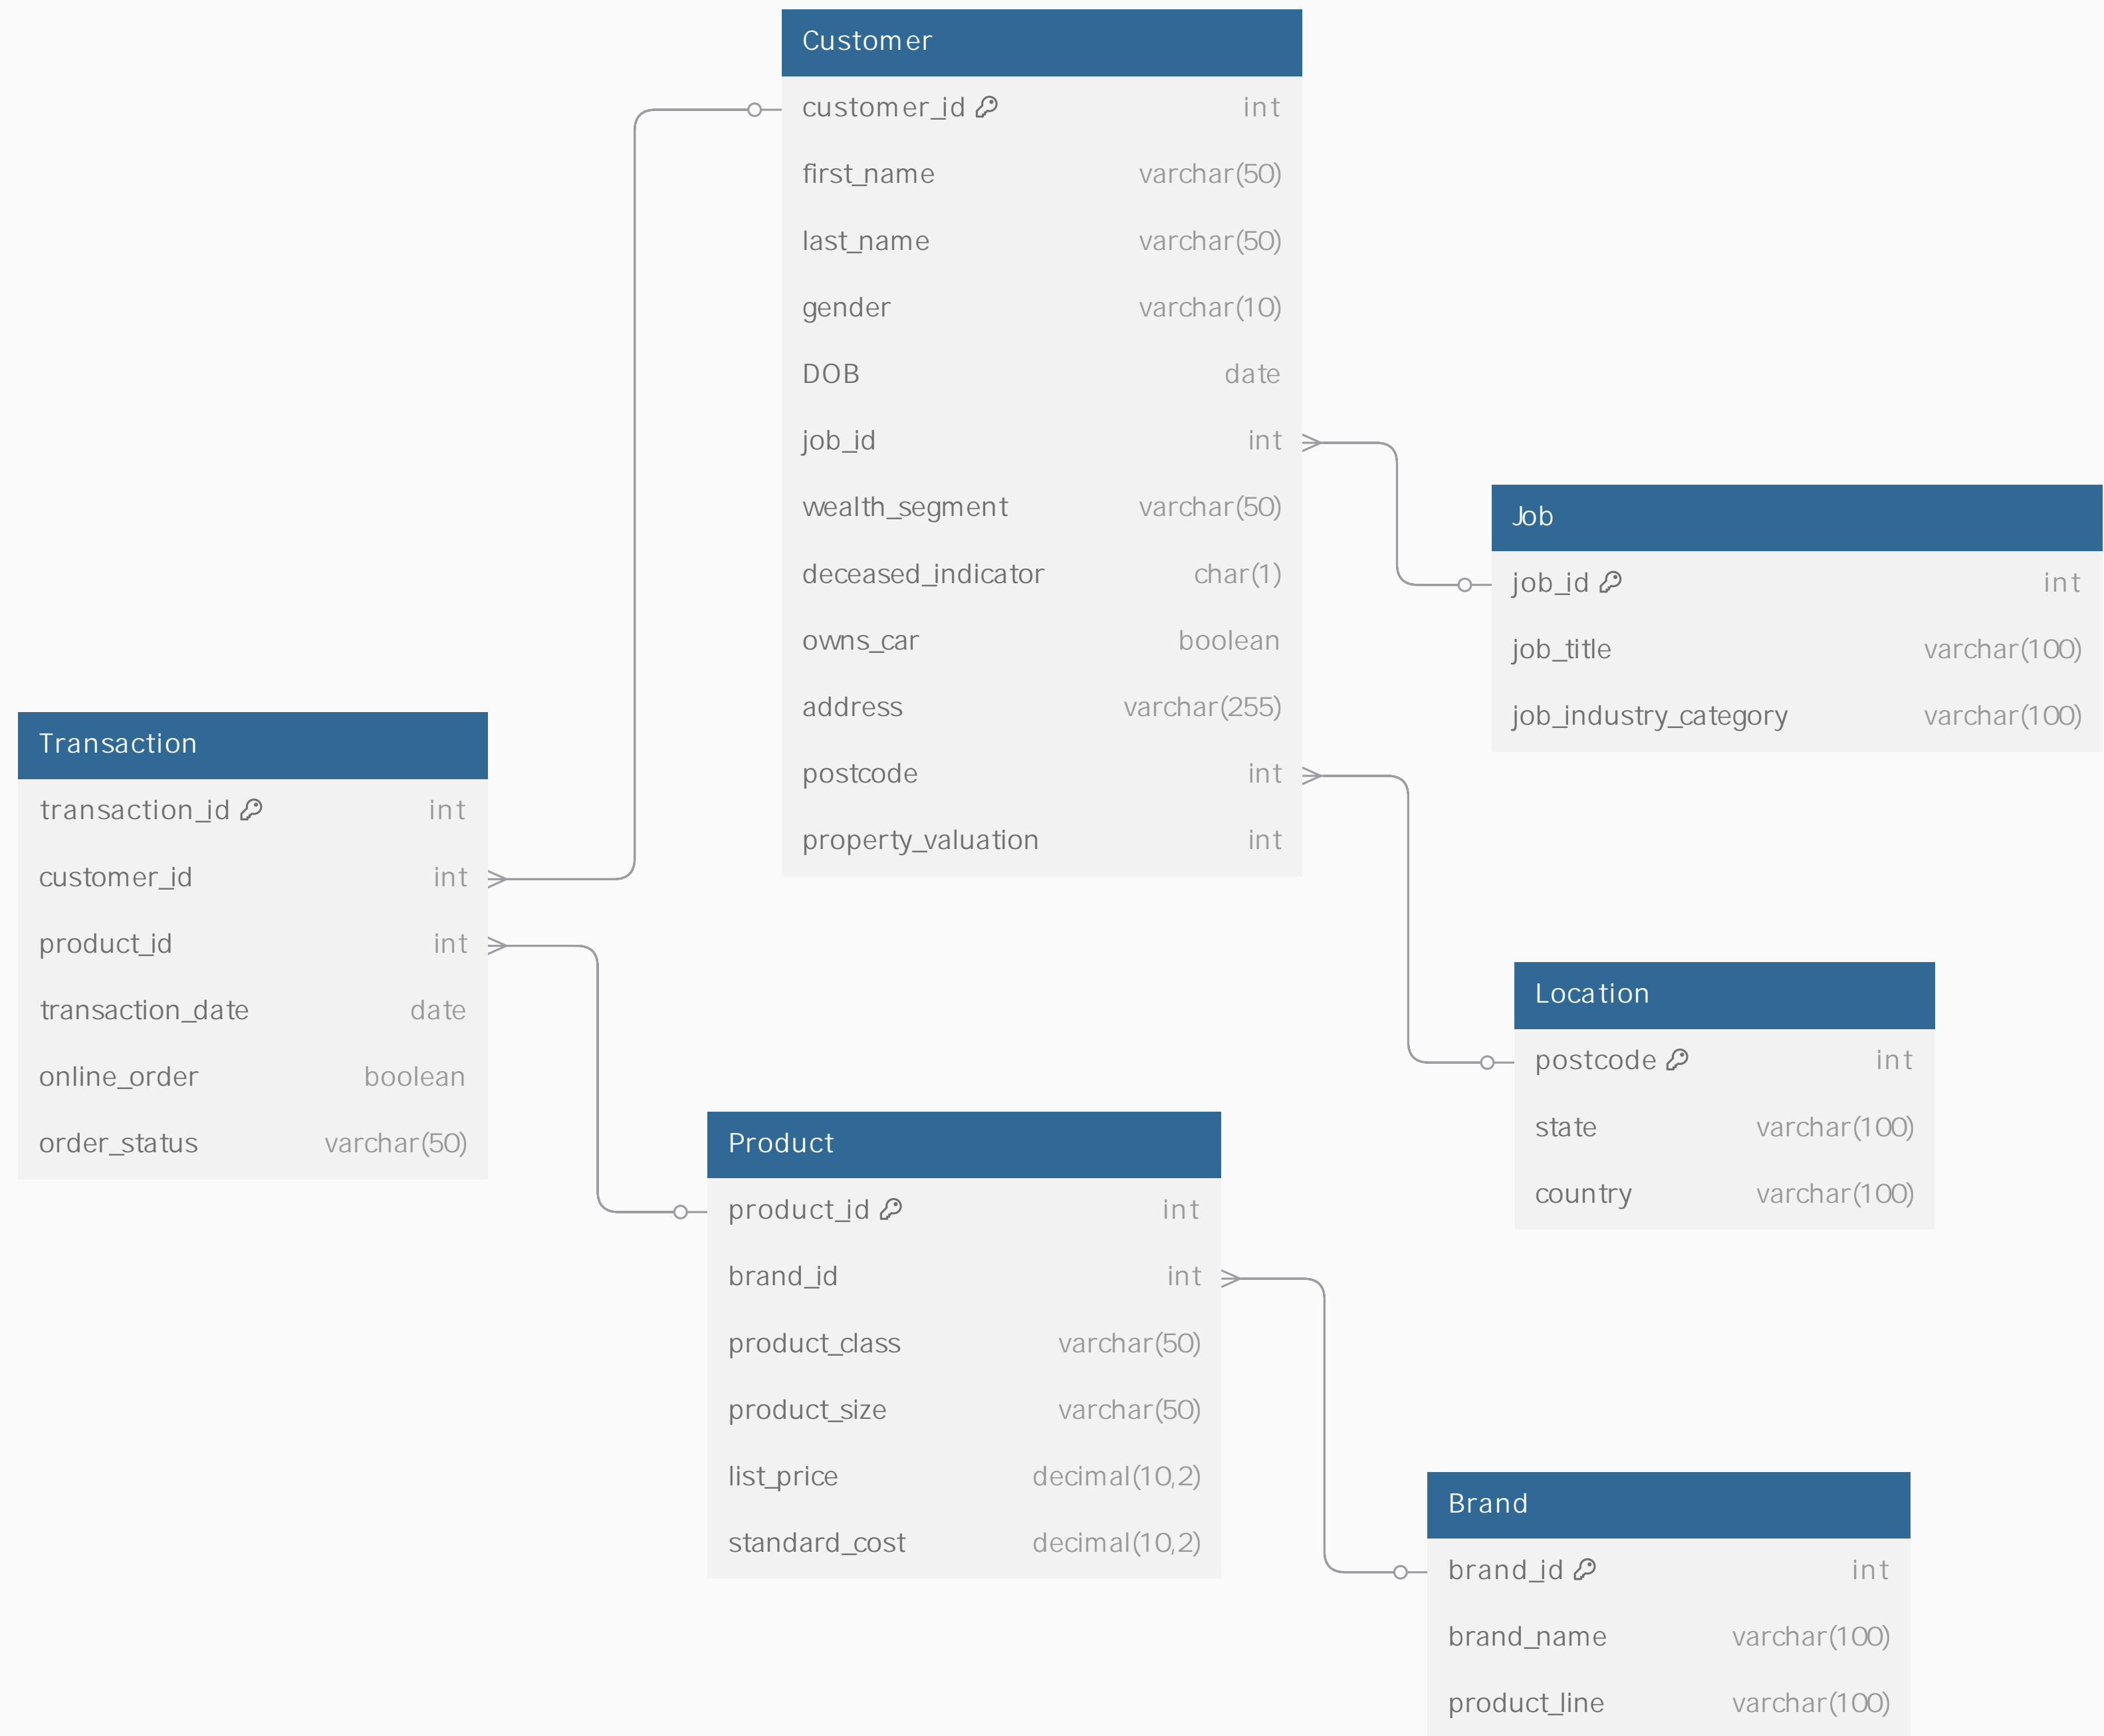 Customer
customer_id int
first_name varchar(50)
last_name varchar(50)
gender varchar(10)
DOB date
job_id int
wealth_segment varchar(50)
deceased_indicator char(1)
owns_car boolean
address varchar(255)
postcode int
property_valuation int
Job
job_id int
job_title varchar(100)
job_industry_category varchar(100)
Transaction
transaction_id int
customer_id int
product_id int
transaction_date date
online_order boolean
order_status varchar(50)
Location
postcode int
state varchar(100)
country varchar(100)
Product
product_id int
brand_id int
product_class varchar(50)
product_size varchar(50)
list_price decimal(10,2)
standard_cost decimal(10,2)
Brand
brand_id int
brand_name varchar(100)
product_line varchar(100)